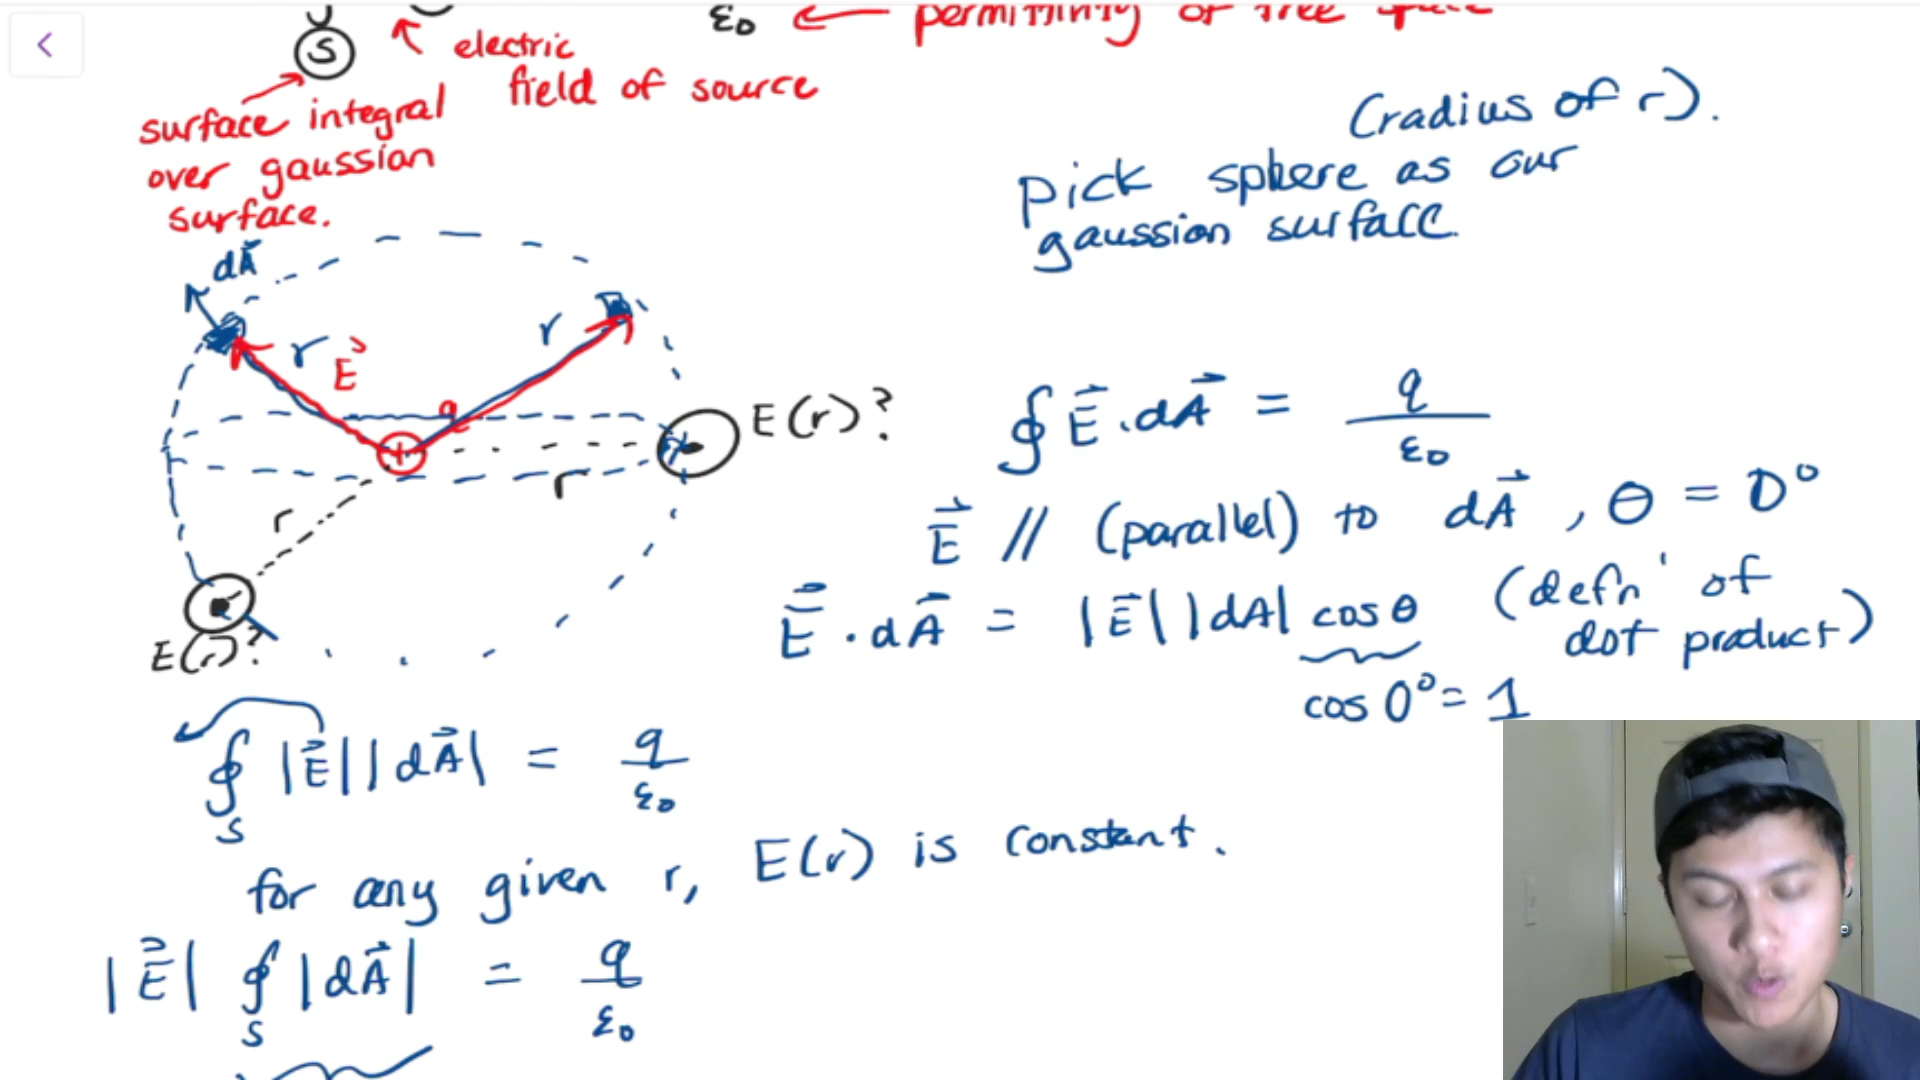 ε₀ ← permittivity of free space
S
electric
field of source
surface integral
over gaussian
surface.
(radius of r).
pick sphere as our
gaussian surface.
dA⃗
r
r
E⃗
q
+
E(r)?
r
r
E(r)?
∮ E⃗ · dA⃗ = q / ε₀
E⃗ // (parallel) to dA⃗, θ = 0°
E⃗ · dA⃗ = |E⃗| |dA| cos θ (defn' of
dot product)
cos 0° = 1
∮S |E⃗| |dA⃗| = q / ε₀
for any given r, E(r) is constant.
|E⃗| ∮S |dA⃗| = q / ε₀